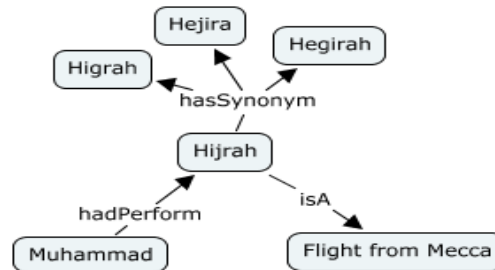 Hejira
Hegirah
Higrah
hasSynonym
Hijrah
isA
hadPerform
Muhammad
Flight from Mecca